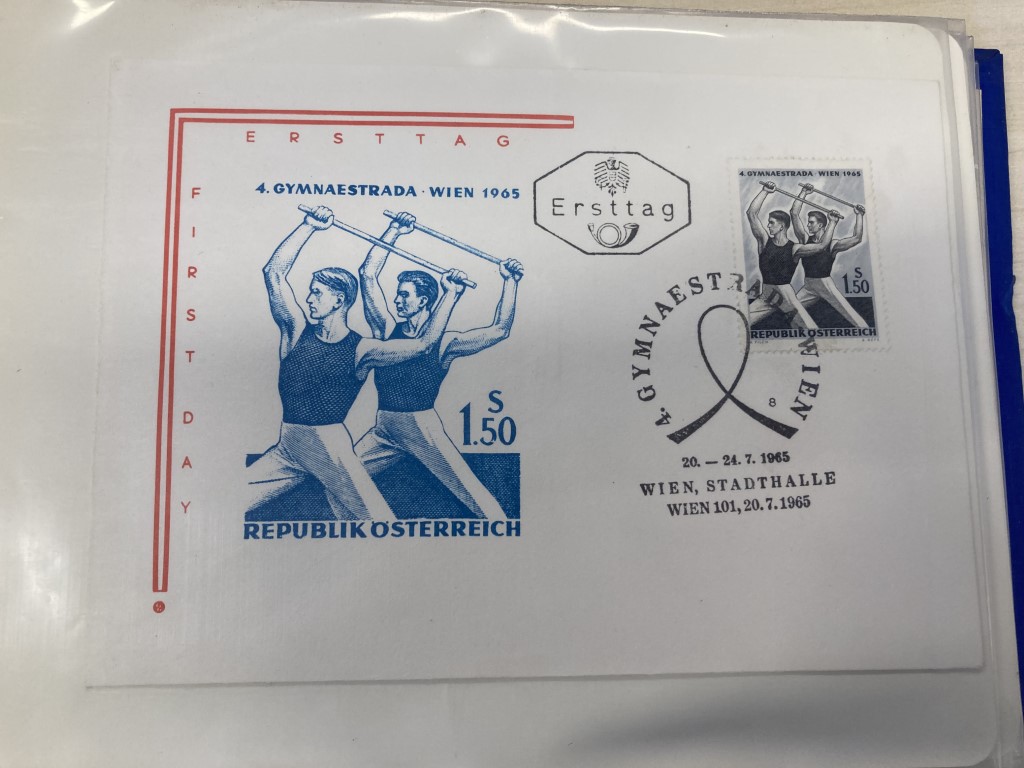 ERSTTAG
FIRST DAY
4. GYMNAESTRADA · WIEN 1965
S
1.50
REPUBLIK ÖSTERREICH
Ersttag
4. GYMNAESTRADA · WIEN 1965
S
1.50
REPUBLIK ÖSTERREICH
4. GYMNAESTRADA WIEN
8
20. — 24. 7. 1965
WIEN, STADTHALLE
WIEN 101, 20. 7. 1965